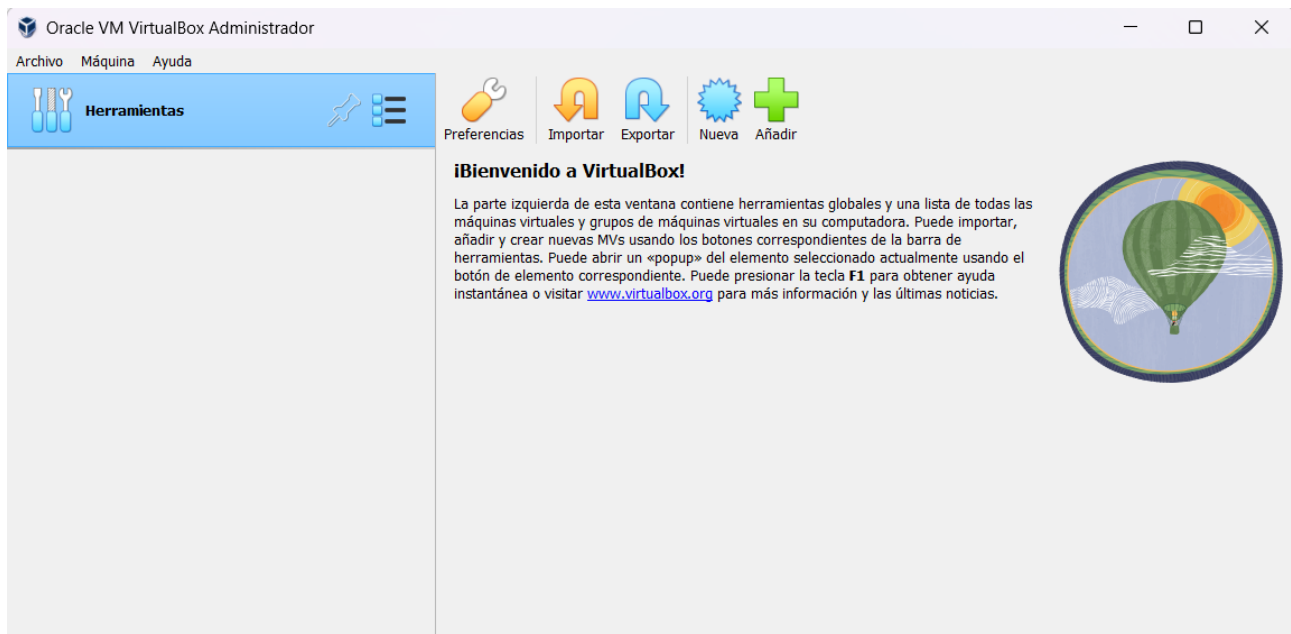 Oracle VM VirtualBox Administrador
Archivo Máquina Ayuda
Herramientas
Preferencias Importar Exportar Nueva Añadir
¡Bienvenido a VirtualBox!
La parte izquierda de esta ventana contiene herramientas globales y una lista de todas las
máquinas virtuales y grupos de máquinas virtuales en su computadora. Puede importar,
añadir y crear nuevas MVs usando los botones correspondientes de la barra de
herramientas. Puede abrir un «popup» del elemento seleccionado actualmente usando el
botón de elemento correspondiente. Puede presionar la tecla F1 para obtener ayuda
instantánea o visitar www.virtualbox.org para más información y las últimas noticias.